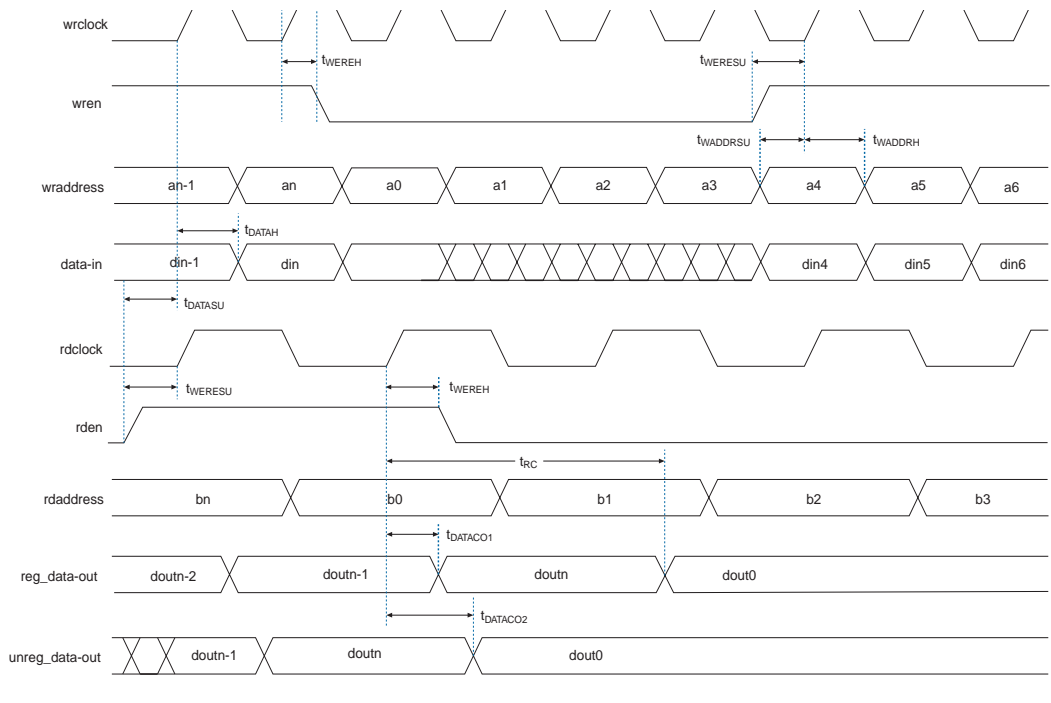 wrclock
tWEREH
tWERESU
wren
tWADDRSU
tWADDRH
wraddress an-1 an a0 a1 a2 a3 a4 a5 a6
tDATAH
data-in din-1 din din4 din5 din6
tDATASU
rdclock
tWERESU
tWEREH
rden
tRC
rdaddress bn b0 b1 b2 b3
tDATACO1
reg_data-out doutn-2 doutn-1 doutn dout0
tDATACO2
unreg_data-out doutn-1 doutn dout0